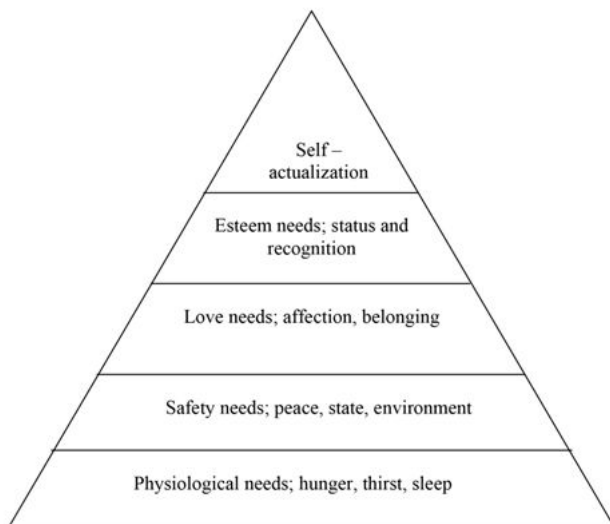 Self –
actualization
Esteem needs; status and
recognition
Love needs; affection, belonging
Safety needs; peace, state, environment
Physiological needs; hunger, thirst, sleep